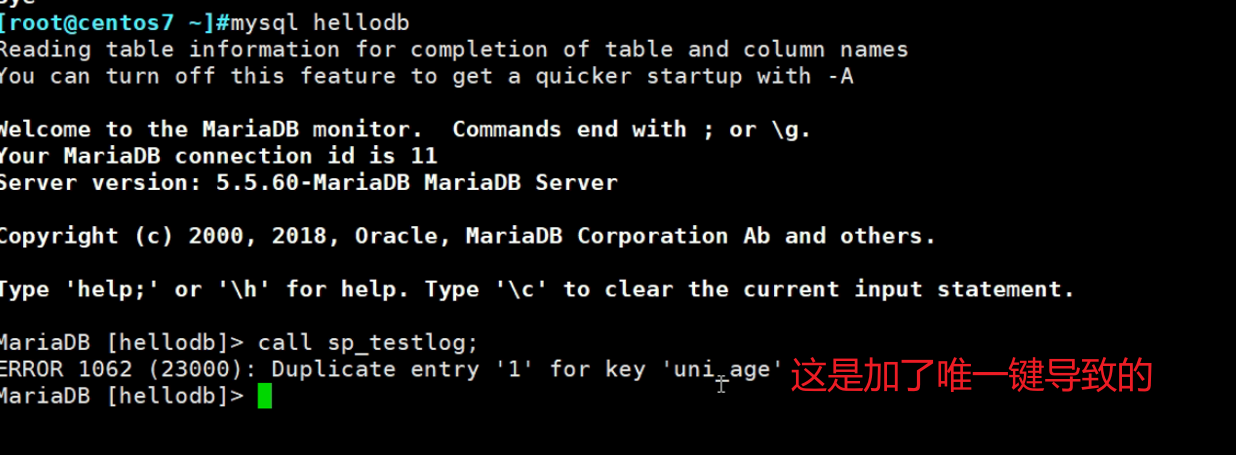 Bye
[root@centos7 ~]#mysql hellodb
Reading table information for completion of table and column names
You can turn off this feature to get a quicker startup with -A
Welcome to the MariaDB monitor.  Commands end with ; or \g.
Your MariaDB connection id is 11
Server version: 5.5.60-MariaDB MariaDB Server
Copyright (c) 2000, 2018, Oracle, MariaDB Corporation Ab and others.
Type 'help;' or '\h' for help. Type '\c' to clear the current input statement.
MariaDB [hellodb]> call sp_testlog;
ERROR 1062 (23000): Duplicate entry '1' for key 'uni_age' 这是加了唯一键导致的
MariaDB [hellodb]>